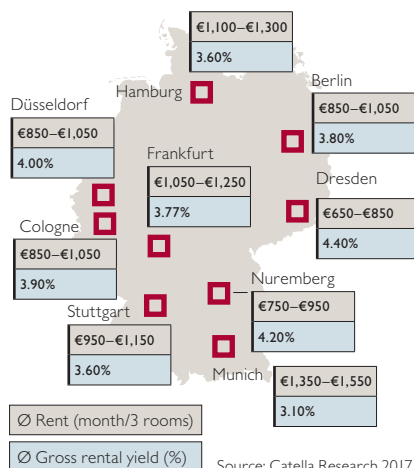 €1,100–€1,300
3.60%
Hamburg
Berlin
€850–€1,050
3.80%
Düsseldorf
€850–€1,050
4.00%
Frankfurt
€1,050–€1,250
3.77%
Dresden
€650–€850
4.40%
Cologne
€850–€1,050
3.90%
Nuremberg
€750–€950
4.20%
Stuttgart
€950–€1,150
3.60%
Munich
€1,350–€1,550
3.10%
Ø Rent (month/3 rooms)
Ø Gross rental yield (%)
Source: Catella Research 2017